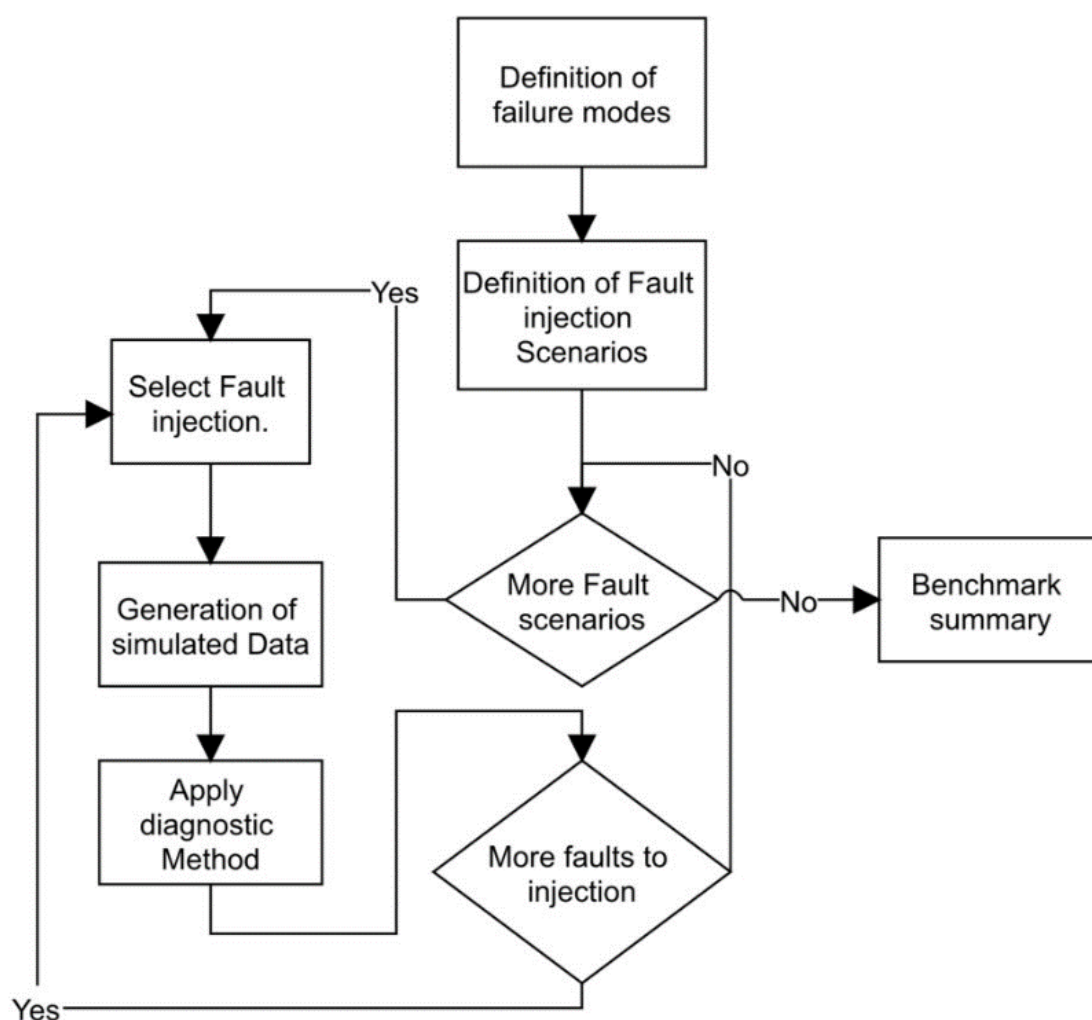 Definition of
failure modes
Definition of Fault
injection
Scenarios
Yes
Select Fault
injection.
No
More Fault
scenarios
No
Benchmark
summary
Generation of
simulated Data
Apply
diagnostic
Method
More faults to
injection
Yes